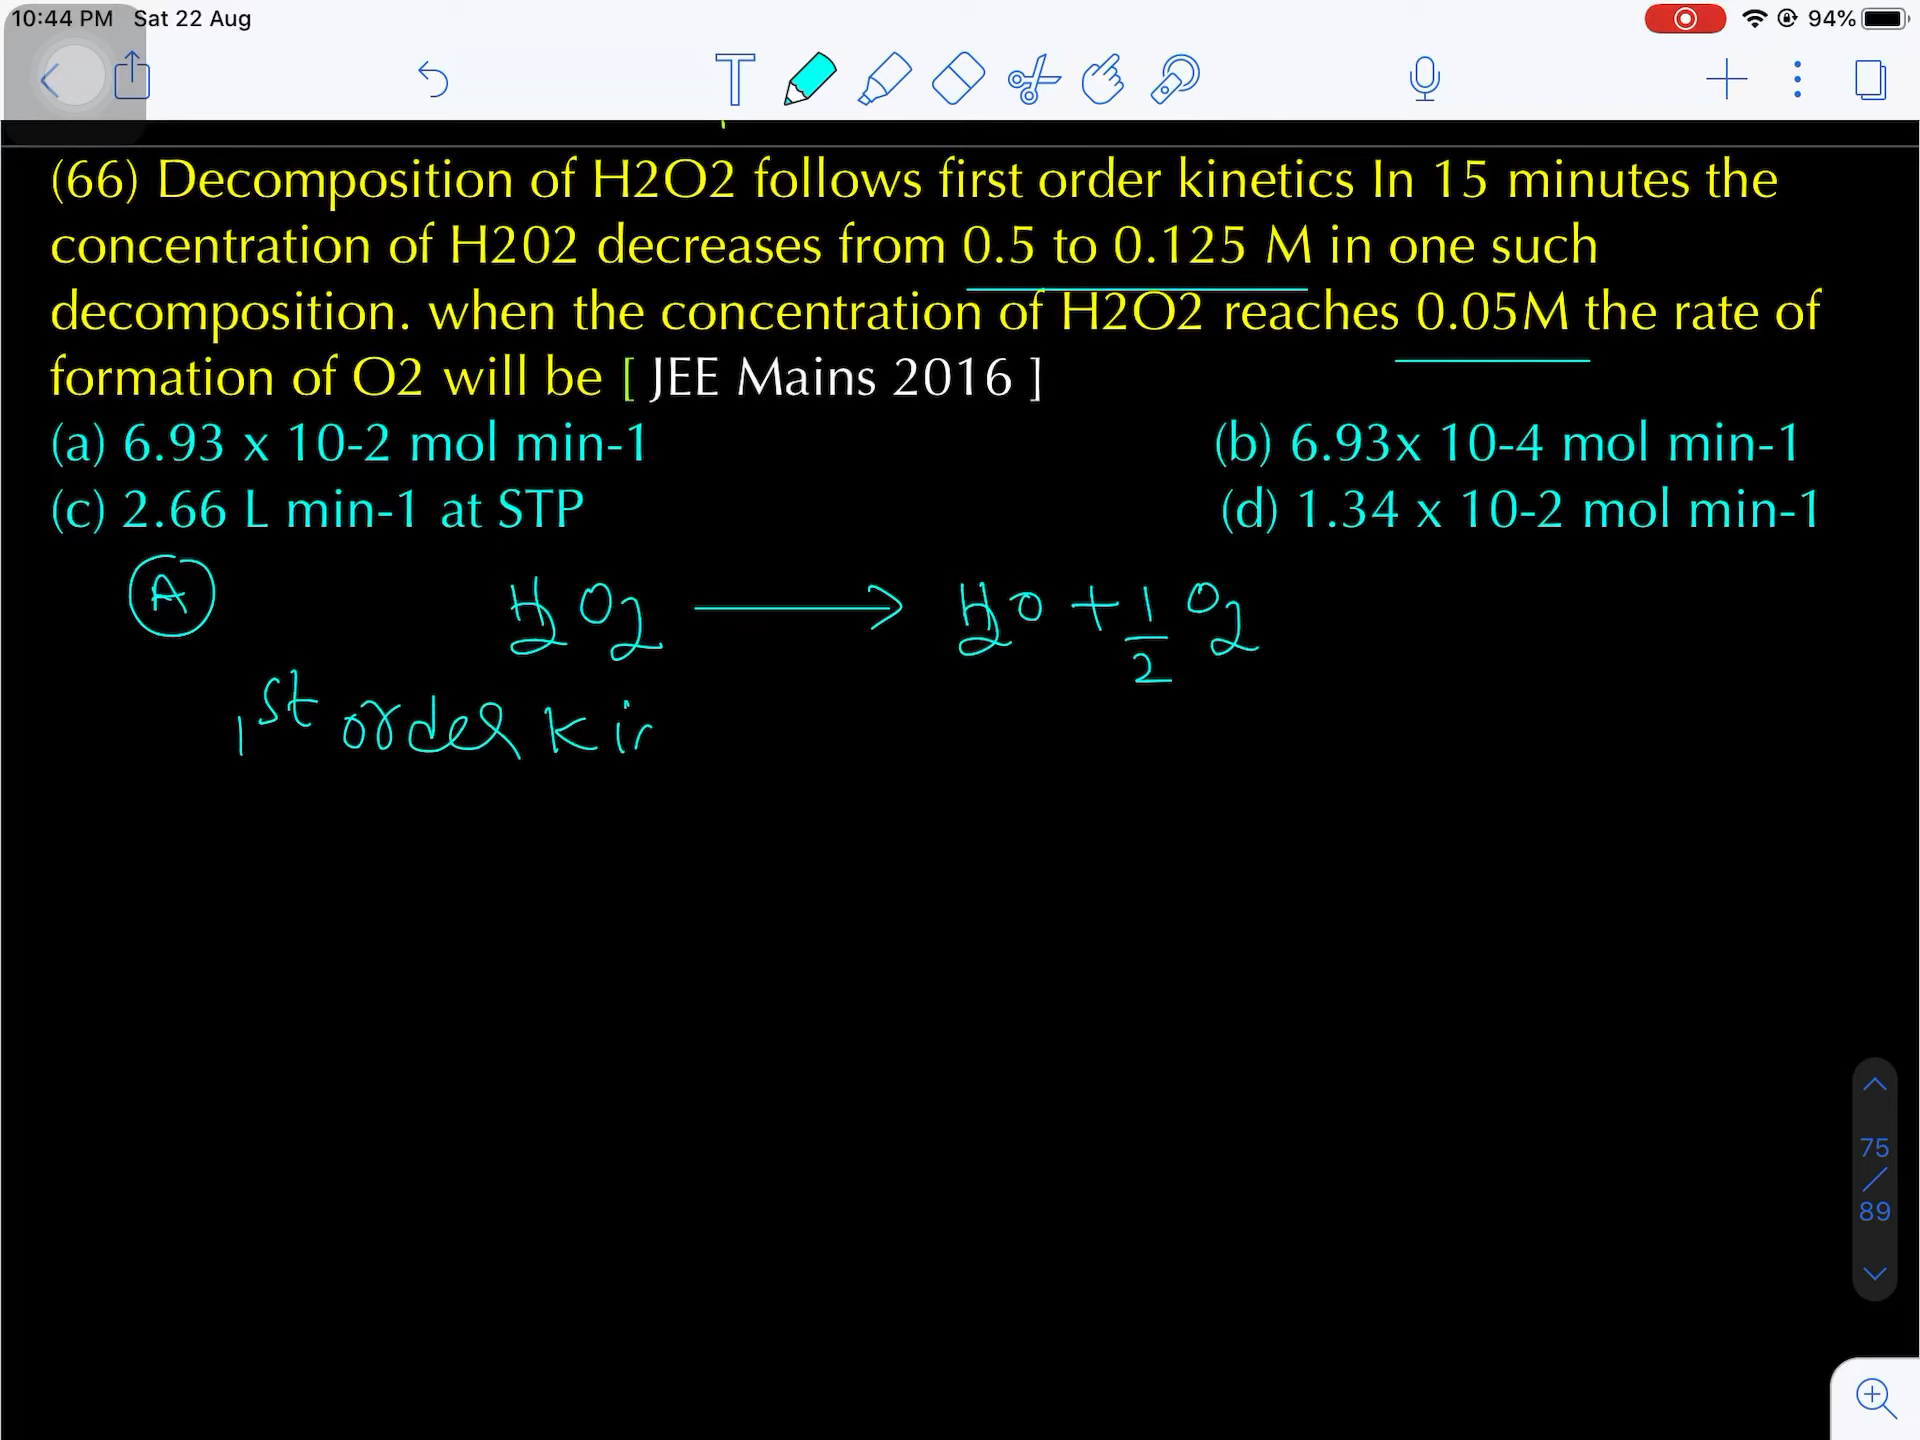 10:44 PM Sat 22 Aug 94%
T
(66) Decomposition of H2O2 follows first order kinetics In 15 minutes the
concentration of H202 decreases from 0.5 to 0.125 M in one such
decomposition. when the concentration of H2O2 reaches 0.05M the rate of
formation of O2 will be [ JEE Mains 2016 ]
(a) 6.93 x 10-2 mol min-1 (b) 6.93x 10-4 mol min-1
(c) 2.66 L min-1 at STP (d) 1.34 x 10-2 mol min-1
A H2O2 → H2O + 1/2 O2
1st order kin
75
/
89